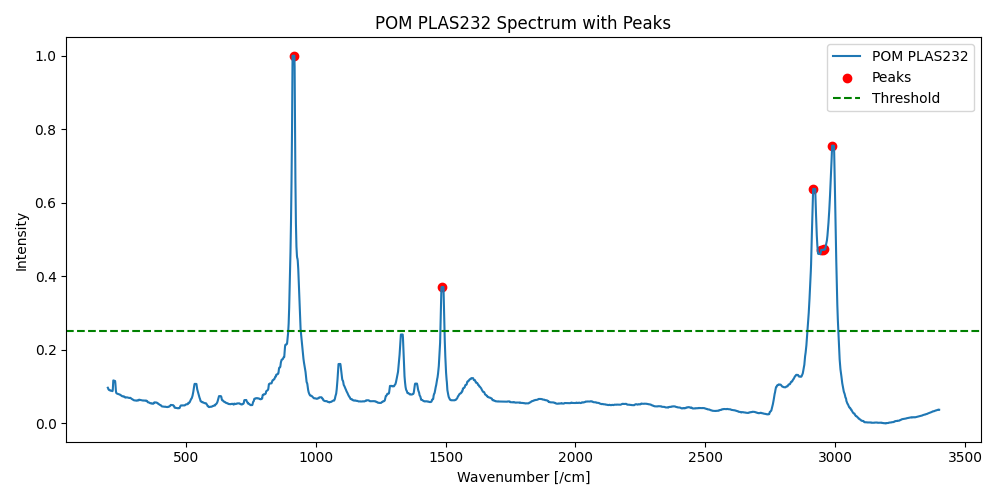 POM PLAS232 Spectrum with Peaks
POM PLAS232
Peaks
Threshold
Intensity
1.0
0.8
0.6
0.4
0.2
0.0
500
1000
1500
2000
2500
3000
3500
Wavenumber [/cm]